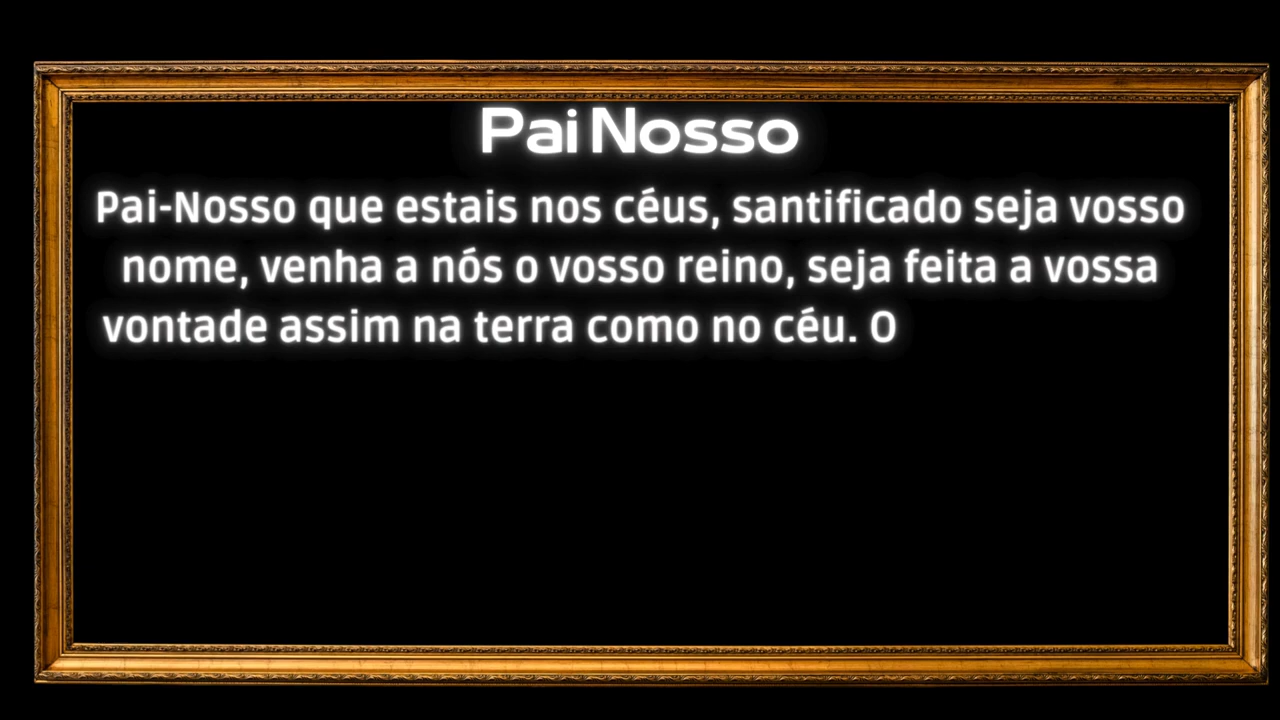 Pai Nosso
Pai-Nosso que estais nos céus, santificado seja vosso
nome, venha a nós o vosso reino, seja feita a vossa
vontade assim na terra como no céu. O